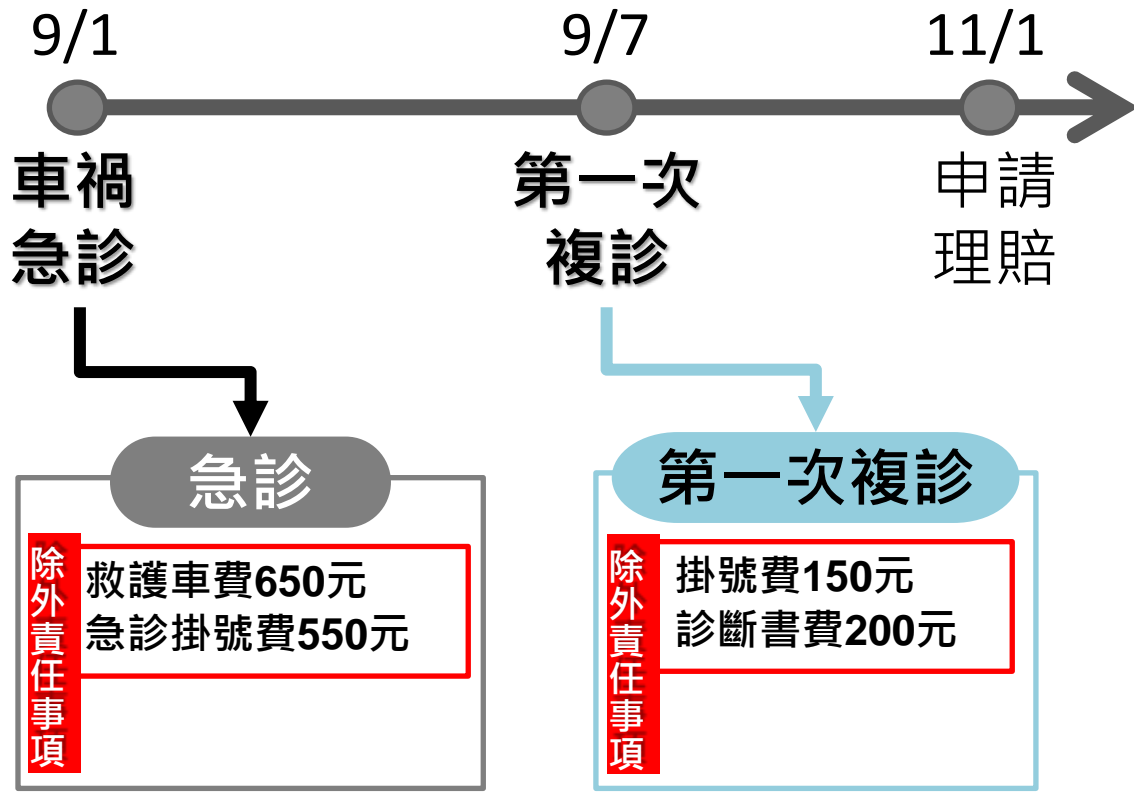 9/1
9/7
11/1
車禍
急診
第一次
複診
申請
理賠
急診
除外責任事項
救護車費650元
急診掛號費550元
第一次複診
除外責任事項
掛號費150元
診斷書費200元